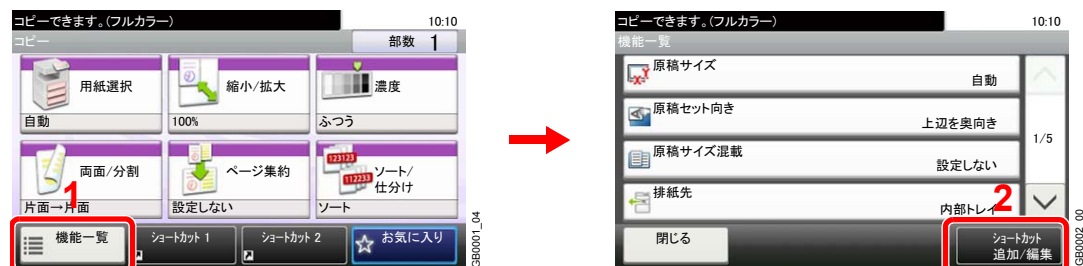 コピーできます。(フルカラー)
10:10
コピー
部数 1
用紙選択
自動
縮小/拡大
100%
濃度
ふつう
両面/分割
片面→片面
ページ集約
設定しない
123123
112233
ソート/
仕分け
ソート
1
機能一覧
ショートカット 1
ショートカット 2
お気に入り
GB0001_04
コピーできます。(フルカラー)
10:10
機能一覧
原稿サイズ
自動
原稿セット向き
上辺を奥向き
原稿サイズ混載
設定しない
排紙先
内部トレイ
1/5
2
閉じる
ショートカット
追加/編集
GB0002_00